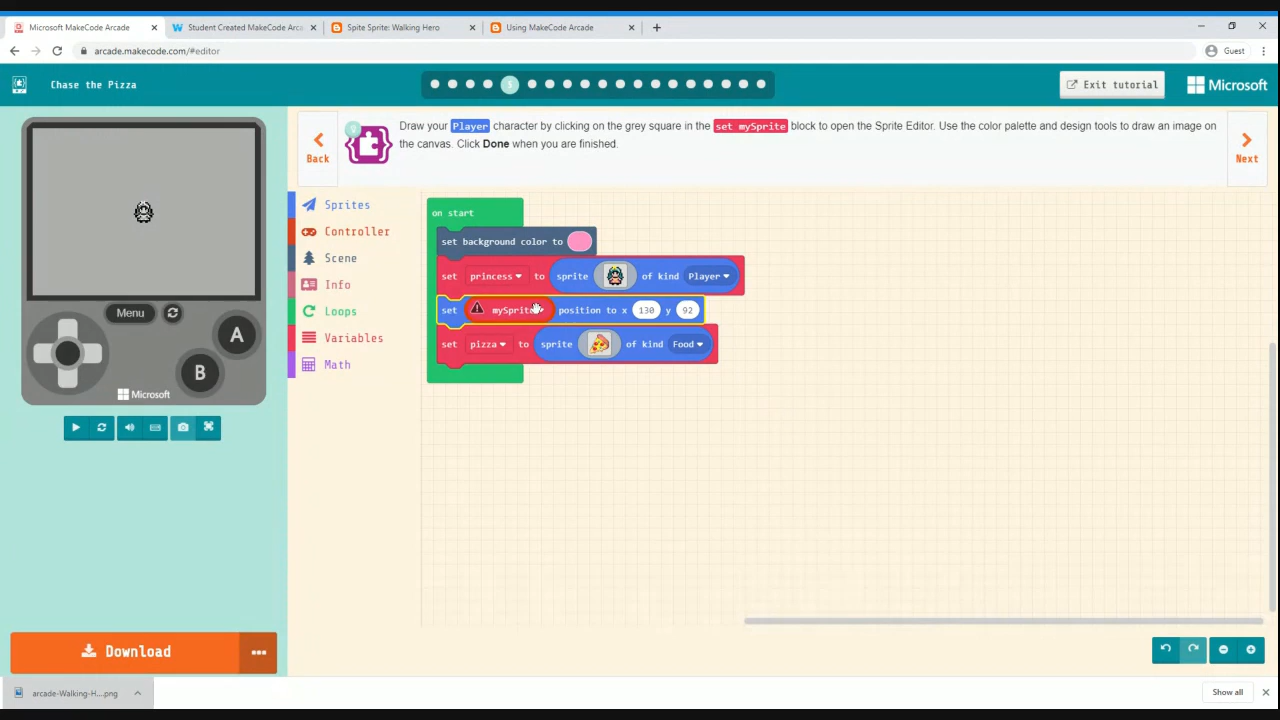 Microsoft MakeCode Arcade
Student Created MakeCode Arca
Spite Sprite: Walking Hero
Using MakeCode Arcade
arcade.makecode.com/#editor
Guest
Chase the Pizza
5
Exit tutorial
Microsoft
Back
Draw your Player character by clicking on the grey square in the set mySprite block to open the Sprite Editor. Use the color palette and design tools to draw an image on
the canvas. Click Done when you are finished.
Next
Sprites
Controller
Scene
Info
Loops
Variables
Math
on start
set background color to
set princess to sprite of kind Player
set mySprite position to x 130 y 92
set pizza to sprite of kind Food
Menu
A
B
Microsoft
Download
arcade-Walking-H....png
Show all